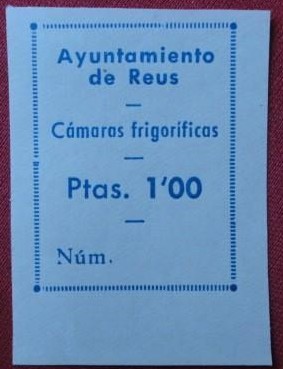 Ayuntamiento
de Reus
—
Cámaras frigoríficas
—
Ptas. 1'00
—
Núm.